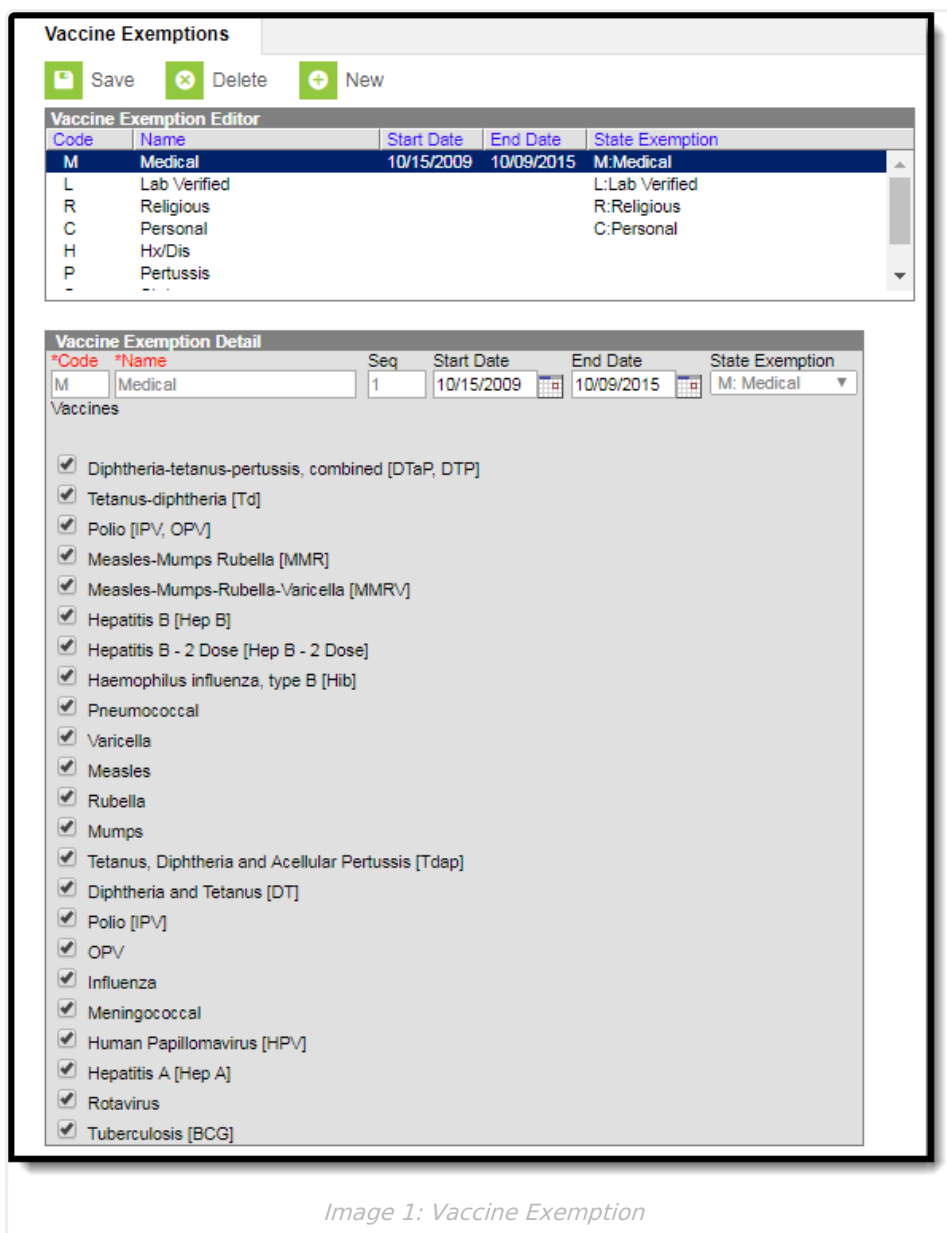 Vaccine Exemptions
Save Delete New
Vaccine Exemption Editor
Code Name Start Date End Date State Exemption
M Medical 10/15/2009 10/09/2015 M:Medical
L Lab Verified L:Lab Verified
R Religious R:Religious
C Personal C:Personal
H Hx/Dis
P Pertussis
Vaccine Exemption Detail
*Code *Name Seq Start Date End Date State Exemption
M Medical 1 10/15/2009 10/09/2015 M: Medical
Vaccines
Diphtheria-tetanus-pertussis, combined [DTaP, DTP]
Tetanus-diphtheria [Td]
Polio [IPV, OPV]
Measles-Mumps Rubella [MMR]
Measles-Mumps-Rubella-Varicella [MMRV]
Hepatitis B [Hep B]
Hepatitis B - 2 Dose [Hep B - 2 Dose]
Haemophilus influenza, type B [Hib]
Pneumococcal
Varicella
Measles
Rubella
Mumps
Tetanus, Diphtheria and Acellular Pertussis [Tdap]
Diphtheria and Tetanus [DT]
Polio [IPV]
OPV
Influenza
Meningococcal
Human Papillomavirus [HPV]
Hepatitis A [Hep A]
Rotavirus
Tuberculosis [BCG]
Image 1: Vaccine Exemption